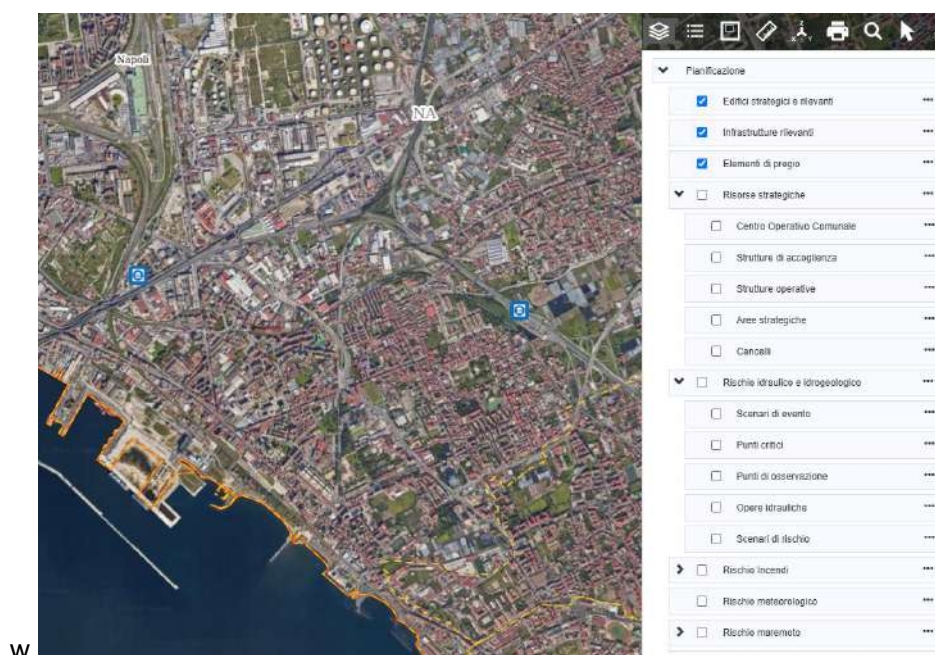 Napoli
NA
X Y
Pianificazione
Edifici strategici e rilevanti
Infrastrutture rilevanti
Elementi di pregio
Risorse strategiche
Centro Operativo Comunale
Strutture di accoglienza
Strutture operative
Aree strategiche
Cancelli
Rischio idraulico e idrogeologico
Scenari di evento
Punti critici
Punti di osservazione
Opere idrauliche
Scenari di rischio
Rischio Incendi
Rischio meteorologico
Rischio maremoto
w